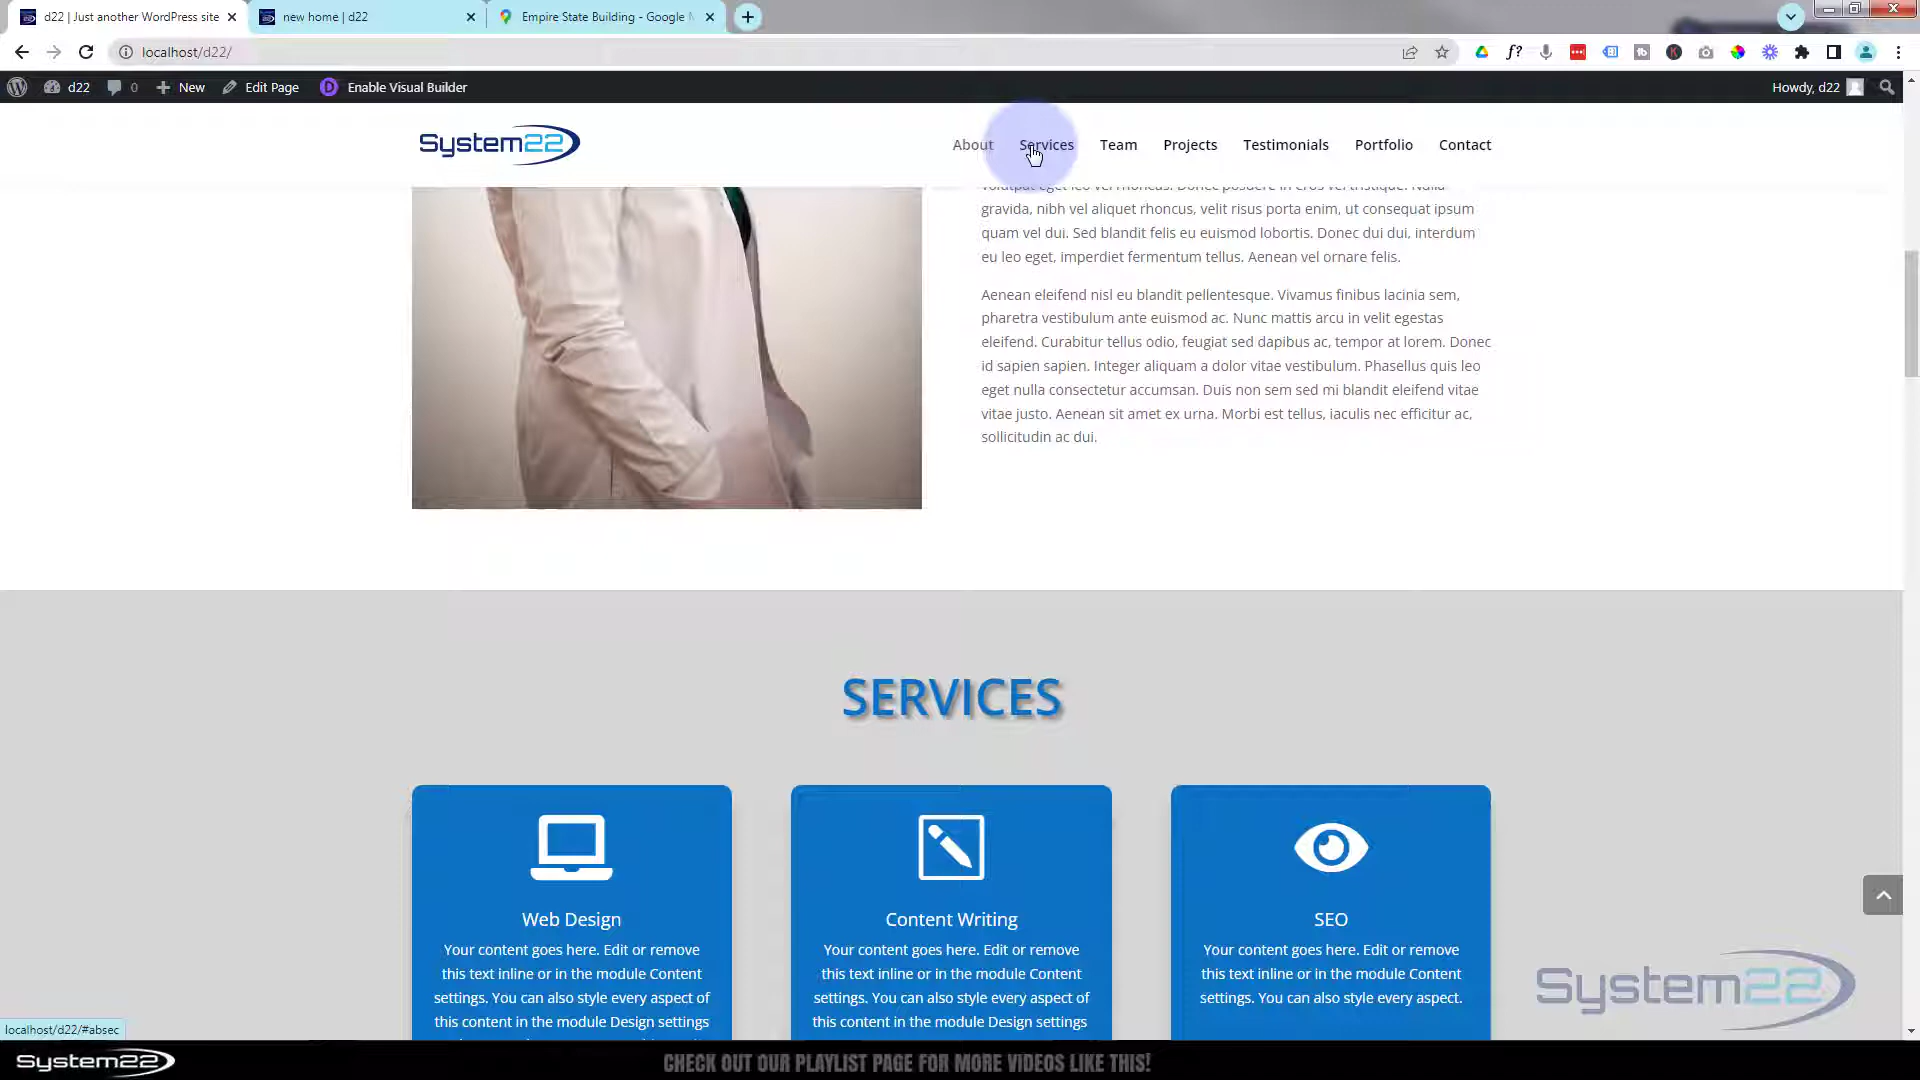 d22 | Just another WordPress site
new home | d22
Empire State Building - Google
localhost/d22/
d22
0
New
Edit Page
Enable Visual Builder
Howdy, d22
System22
About
Services
Team
Projects
Testimonials
Portfolio
Contact
volutpat eget leo vel rhoncus. Donec posuere in eros vel tristique. Nulla
gravida, nibh vel aliquet rhoncus, velit risus porta enim, ut consequat ipsum
quam vel dui. Sed blandit felis eu euismod lobortis. Donec dui dui, interdum
eu leo eget, imperdiet fermentum tellus. Aenean vel ornare felis.
Aenean eleifend nisl eu blandit pellentesque. Vivamus finibus lacinia sem,
pharetra vestibulum ante euismod ac. Nunc mattis arcu in velit egestas
eleifend. Curabitur tellus odio, feugiat sed dapibus ac, tempor at lorem. Donec
id sapien sapien. Integer aliquam a dolor vitae vestibulum. Phasellus quis leo
eget nulla consectetur accumsan. Duis non sem sed mi blandit eleifend vitae
vitae justo. Aenean sit amet ex urna. Morbi est tellus, iaculis nec efficitur ac,
sollicitudin ac dui.
SERVICES
Web Design
Your content goes here. Edit or remove
this text inline or in the module Content
settings. You can also style every aspect of
this content in the module Design settings
Content Writing
Your content goes here. Edit or remove
this text inline or in the module Content
settings. You can also style every aspect of
this content in the module Design settings
SEO
Your content goes here. Edit or remove
this text inline or in the module Content
settings. You can also style every aspect.
System22
localhost/d22/#absec
System22
CHECK OUT OUR PLAYLIST PAGE FOR MORE VIDEOS LIKE THIS!